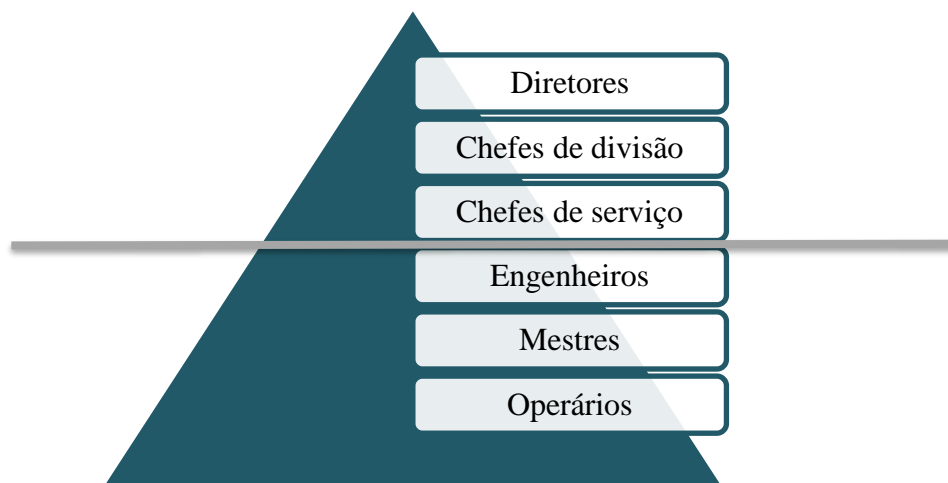 Diretores
Chefes de divisão
Chefes de serviço
Engenheiros
Mestres
Operários